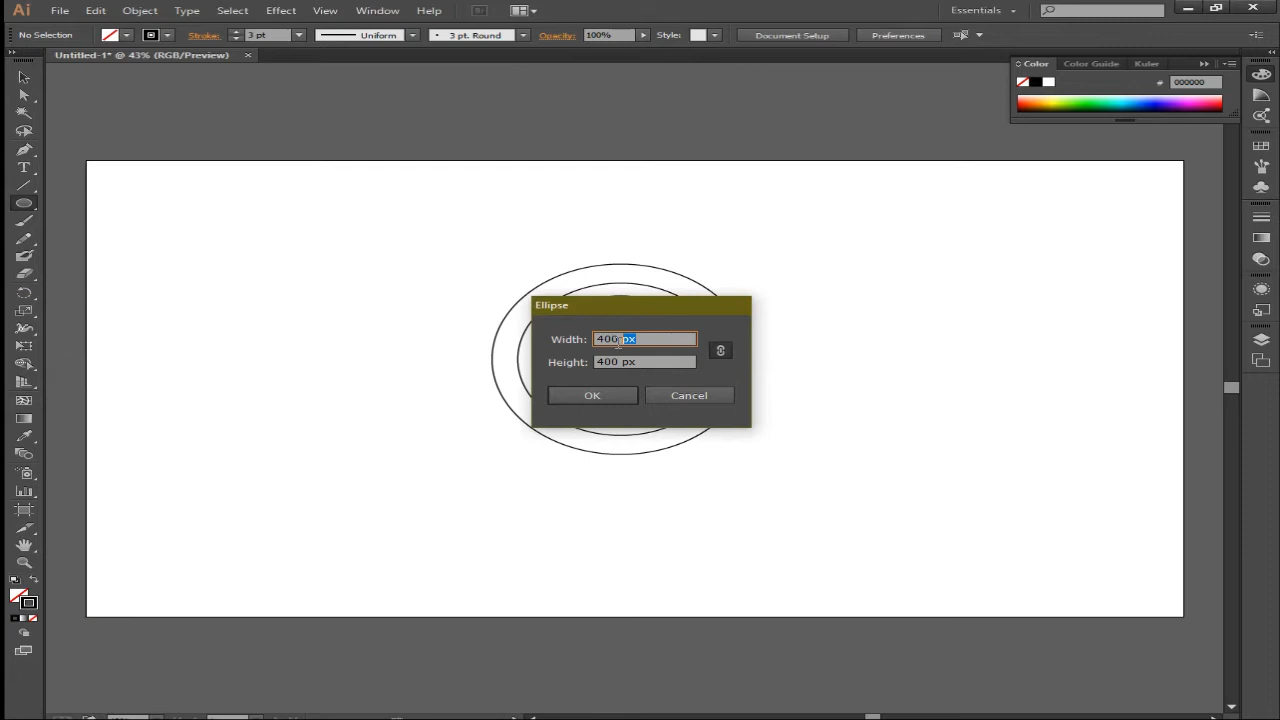 Ai File Edit Object Type Select Effect View Window Help Essentials
No Selection Stroke: 3 pt Uniform 3 pt. Round Opacity: 100% Style: Document Setup Preferences
Untitled-1* @ 43% (RGB/Preview) ×
Color Color Guide Kuler
# 000000
Ellipse
Width: 400 px
Height: 400 px
OK Cancel